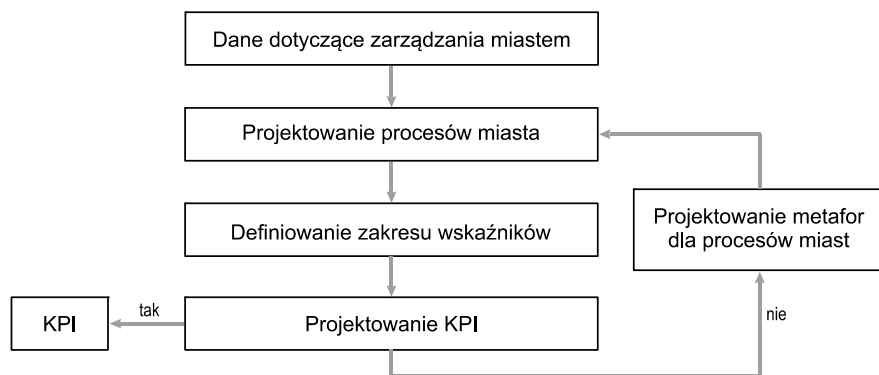 Dane dotyczące zarządzania miastem
Projektowanie procesów miasta
Definiowanie zakresu wskaźników
Projektowanie metafor
dla procesów miast
KPI
tak
Projektowanie KPI
nie